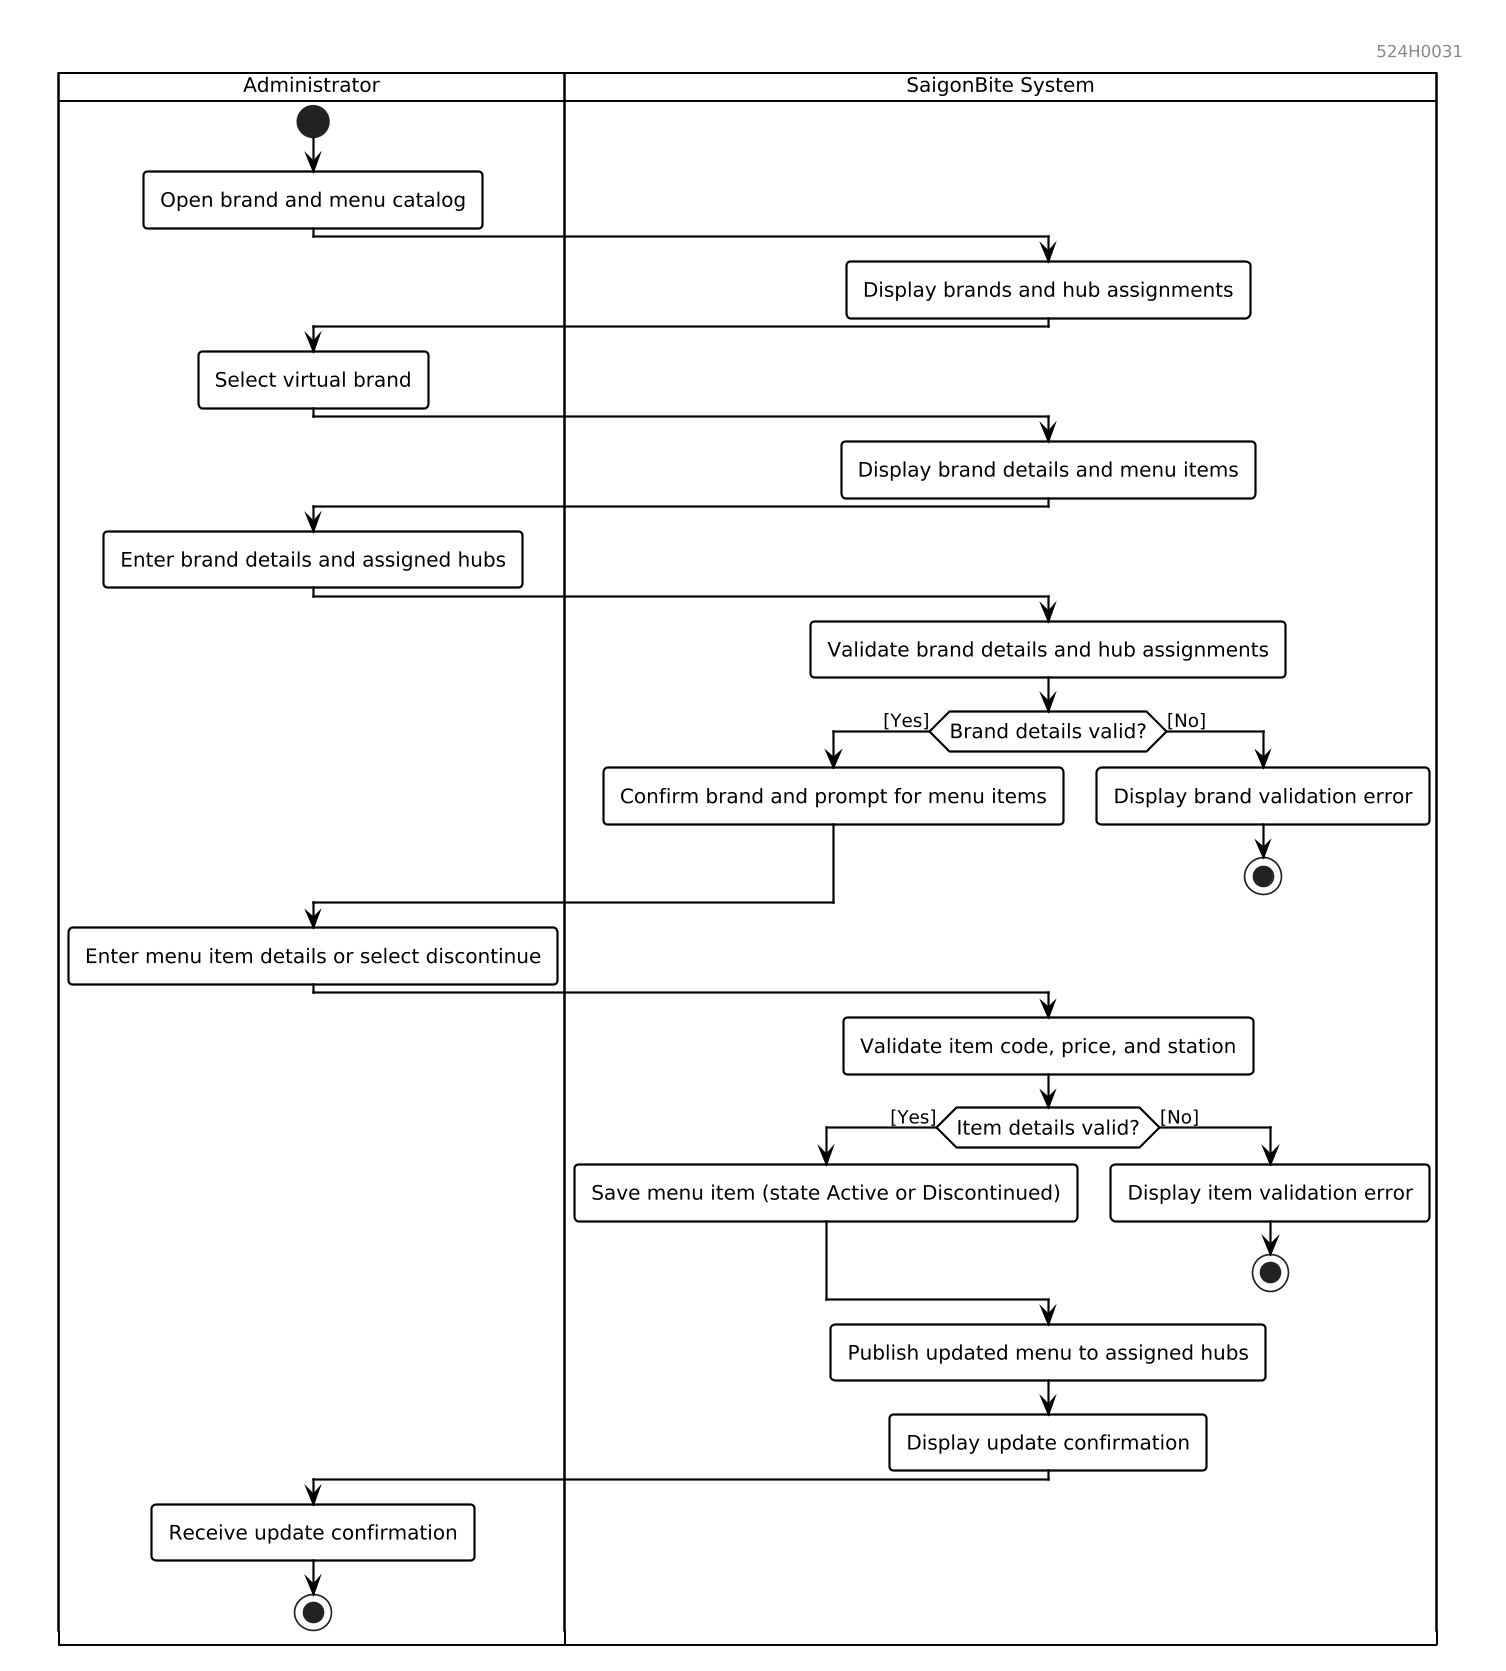 524H0031
Administrator
SaigonBite System
Open brand and menu catalog
Display brands and hub assignments
Select virtual brand
Display brand details and menu items
Enter brand details and assigned hubs
Validate brand details and hub assignments
[Yes]
Brand details valid?
[No]
Confirm brand and prompt for menu items
Display brand validation error
Enter menu item details or select discontinue
Validate item code, price, and station
[Yes]
Item details valid?
[No]
Save menu item (state Active or Discontinued)
Display item validation error
Publish updated menu to assigned hubs
Display update confirmation
Receive update confirmation